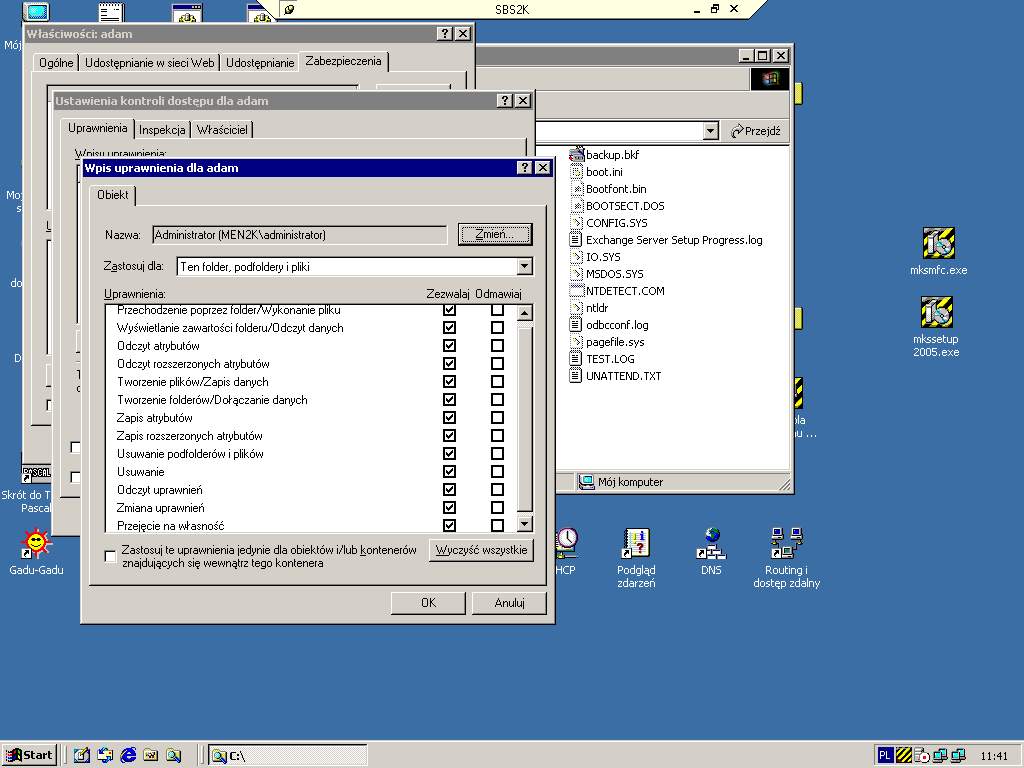 SBS2K
Mój
Właściwości: adam
Ogólne
Udostępnianie w sieci Web
Udostępnianie
Zabezpieczenia
Ustawienia kontroli dostępu dla adam
Uprawnienia
Inspekcja
Właściciel
Wpisy uprawnienia:
Wpis uprawnienia dla adam
Obiekt
Nazwa:
Administrator (MEN2K\administrator)
Zmień...
Zastosuj dla:
Ten folder, podfoldery i pliki
Uprawnienia:
Zezwalaj
Odmawiaj
Przechodzenie poprzez folder/Wykonanie pliku
Wyświetlanie zawartości folderu/Odczyt danych
Odczyt atrybutów
Odczyt rozszerzonych atrybutów
Tworzenie plików/Zapis danych
Tworzenie folderów/Dołączanie danych
Zapis atrybutów
Zapis rozszerzonych atrybutów
Usuwanie podfolderów i plików
Usuwanie
Odczyt uprawnień
Zmiana uprawnień
Przejęcie na własność
Zastosuj te uprawnienia jedynie dla obiektów i/lub kontenerów
znajdujących się wewnątrz tego kontenera
Wyczyść wszystkie
OK
Anuluj
Przejdź
backup.bkf
boot.ini
Bootfont.bin
BOOTSECT.DOS
CONFIG.SYS
Exchange Server Setup Progress.log
IO.SYS
MSDOS.SYS
NTDETECT.COM
ntldr
odbcconf.log
pagefile.sys
TEST.LOG
UNATTEND.TXT
Mój komputer
mksmfc.exe
mkssetup
2005.exe
Skrót do T
Pascal
Gadu-Gadu
HCP
Podgląd
zdarzeń
DNS
Routing i
dostęp zdalny
Start
C:\
PL
11:41